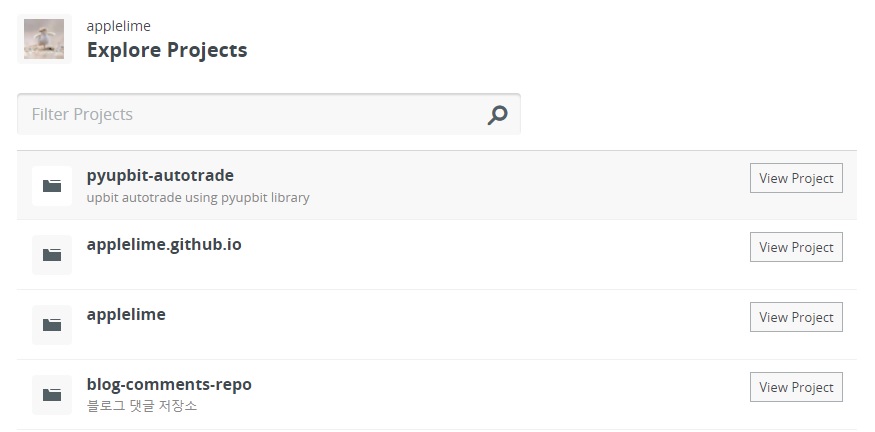 applelime
Explore Projects
Filter Projects
pyupbit-autotrade
View Project
upbit autotrade using pyupbit library
applelime.github.io
View Project
applelime
View Project
blog-comments-repo
View Project
블로그 댓글 저장소